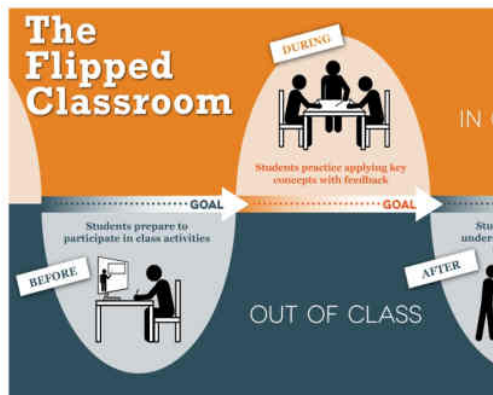 The
Flipped
Classroom
DURING
IN
Students practice applying key
concepts with feedback
GOAL
GOAL
Students prepare to
participate in class activities
BEFORE
OUT OF CLASS
AFTER